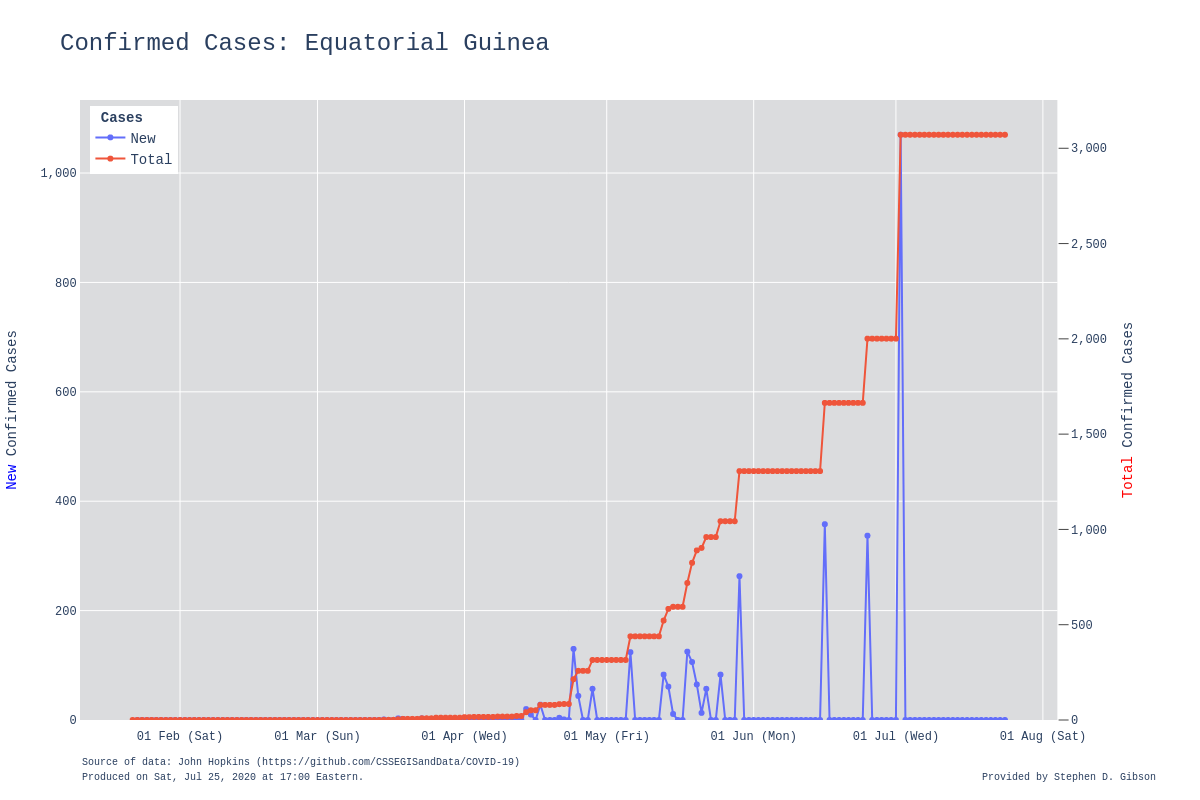 Confirmed Cases: Equatorial Guinea
Cases
New
Total
1,000
800
600
400
200
0
New Confirmed Cases
3,000
2,500
2,000
1,500
1,000
500
0
Total Confirmed Cases
01 Feb (Sat) 01 Mar (Sun) 01 Apr (Wed) 01 May (Fri) 01 Jun (Mon) 01 Jul (Wed) 01 Aug (Sat)
Source of data: John Hopkins (https://github.com/CSSEGISandData/COVID-19)
Produced on Sat, Jul 25, 2020 at 17:00 Eastern.
Provided by Stephen D. Gibson